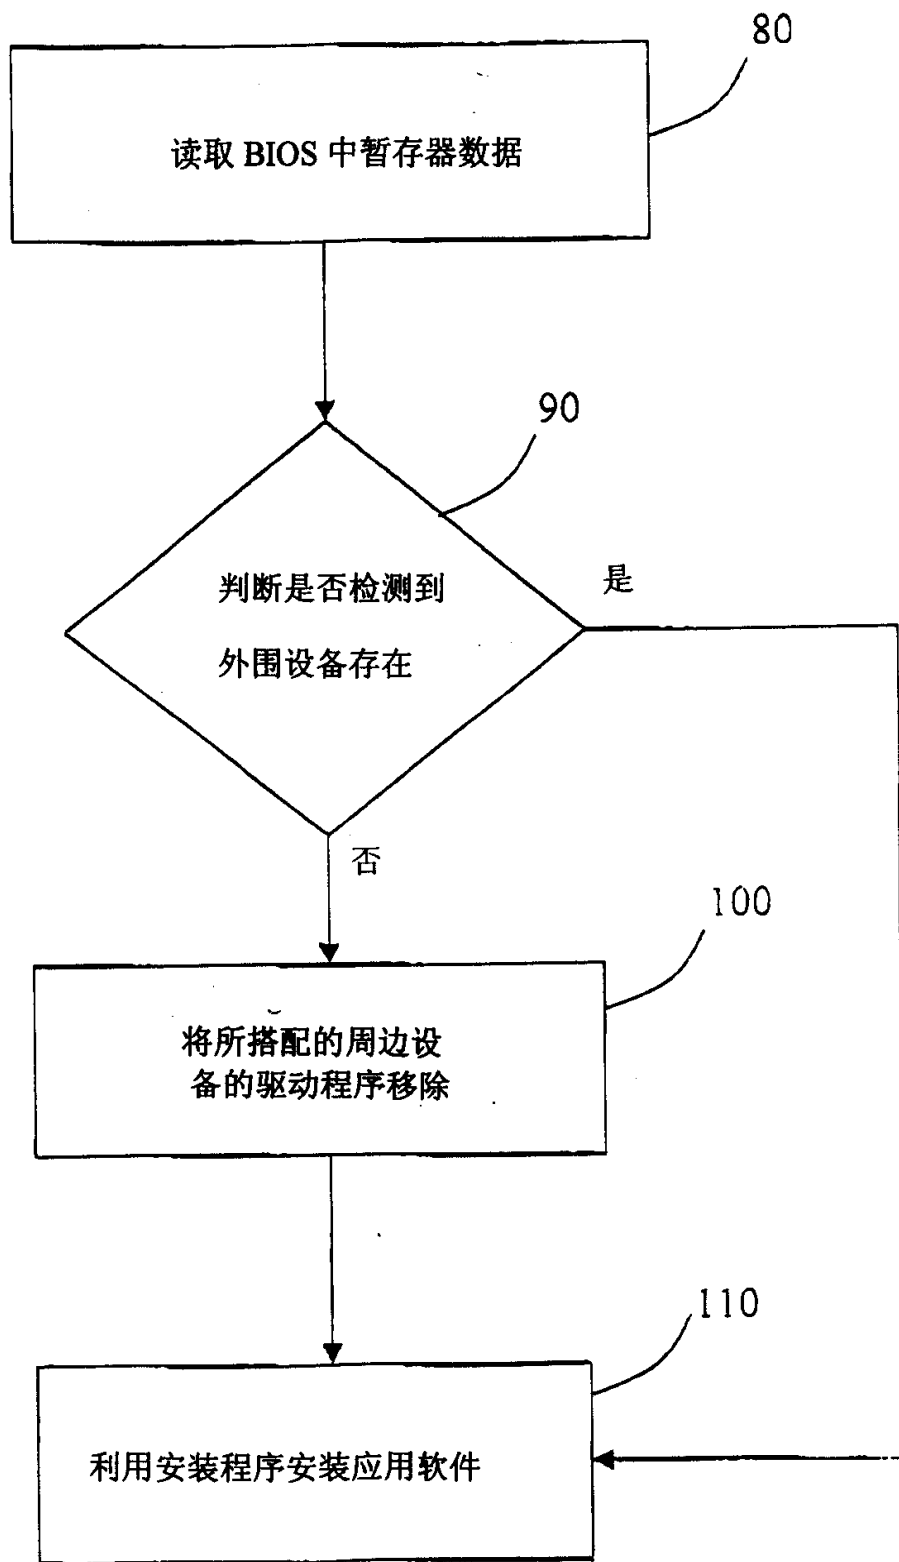 80
读取 BIOS 中暂存器数据
90
判断是否检测到
外围设备存在
是
否
100
将所搭配的周边设
备的驱动程序移除
110
利用安装程序安装应用软件